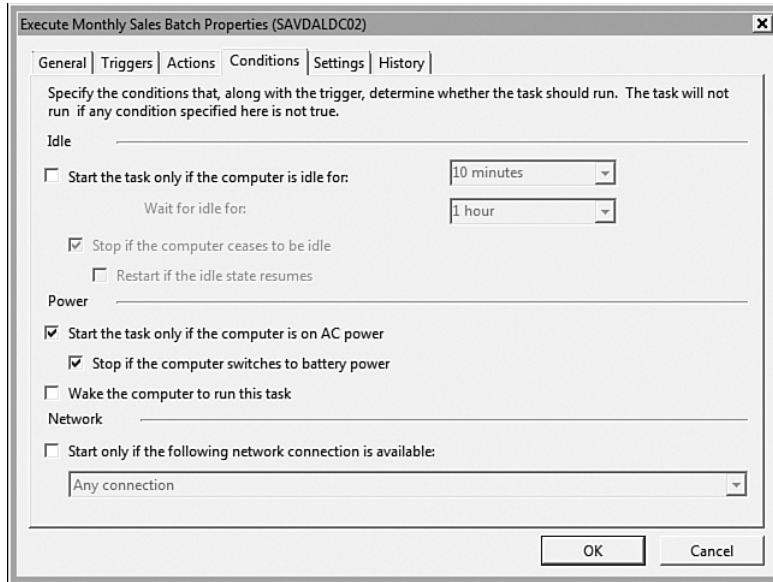 Execute Monthly Sales Batch Properties (SAVDALDC02)
General Triggers Actions Conditions Settings History
Specify the conditions that, along with the trigger, determine whether the task should run. The task will not
run if any condition specified here is not true.
Idle
Start the task only if the computer is idle for: 10 minutes
Wait for idle for: 1 hour
Stop if the computer ceases to be idle
Restart if the idle state resumes
Power
Start the task only if the computer is on AC power
Stop if the computer switches to battery power
Wake the computer to run this task
Network
Start only if the following network connection is available:
Any connection
OK Cancel